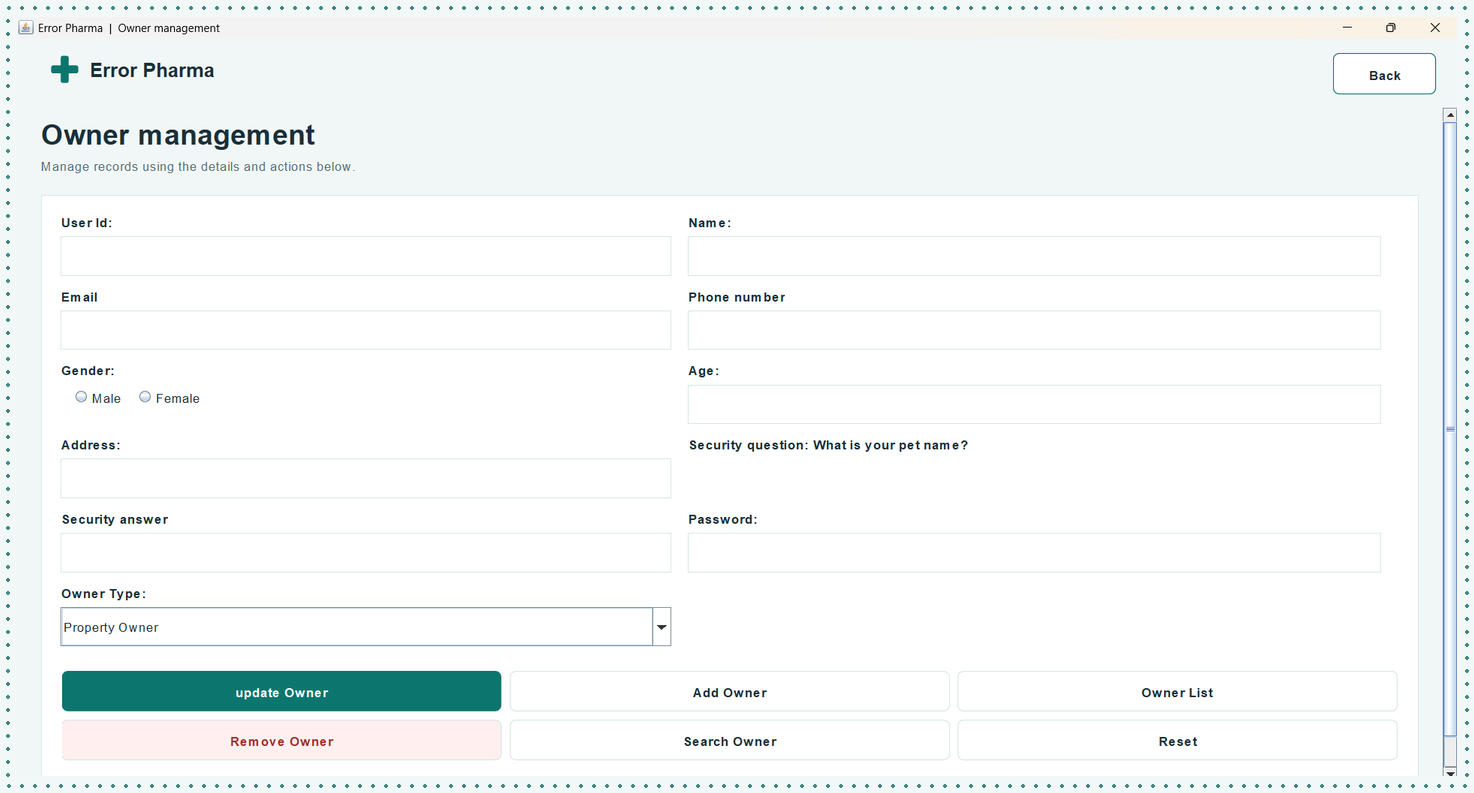 Error Pharma | Owner management
Error Pharma
Back
Owner management
Manage records using the details and actions below.
User Id:
Name:
Email
Phone number
Gender:
Age:
Male
Female
Address:
Security question: What is your pet name?
Security answer
Password:
Owner Type:
Property Owner
update Owner
Add Owner
Owner List
Remove Owner
Search Owner
Reset